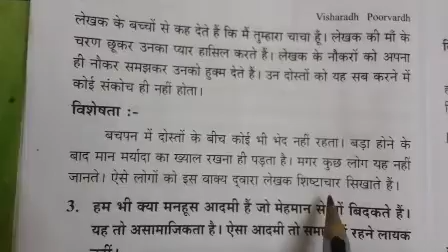 Visharadh Poorvardh
लेखक के बच्चों से कह देते हैं कि मैं तुम्हारा चाचा हूँ। लेखक की माँ के
चरण छूकर उनका प्यार हासिल करते हैं। लेखक के नौकरों को अपना
ही नौकर समझकर उनको हुक्म देते हैं। उन दोस्तों को यह सब करने में
कोई संकोच ही नहीं होता।
विशेषता :-
बचपन में दोस्तों के बीच कोई भी भेद नहीं रहता। बड़ा होने के
बाद मान मर्यादा का ख्याल रखना ही पड़ता है। मगर कुछ लोग यह नहीं
जानते। ऐसे लोगों को इस वाक्य द्वारा लेखक शिष्टाचार सिखाते हैं।
3. हम भी क्या मनहूस आदमी हैं जो मेहमान से बिदकते हैं।
यह तो असामाजिकता है। ऐसा आदमी तो रहने लायक
नहीं।